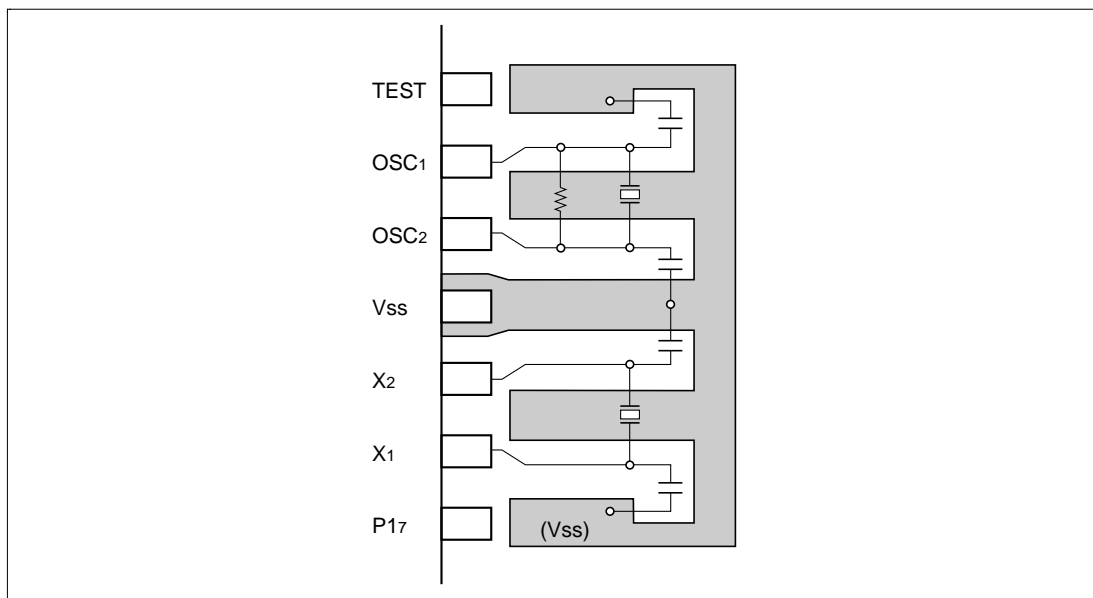 TEST
OSC1
OSC2
Vss
X2
X1
P17
(Vss)